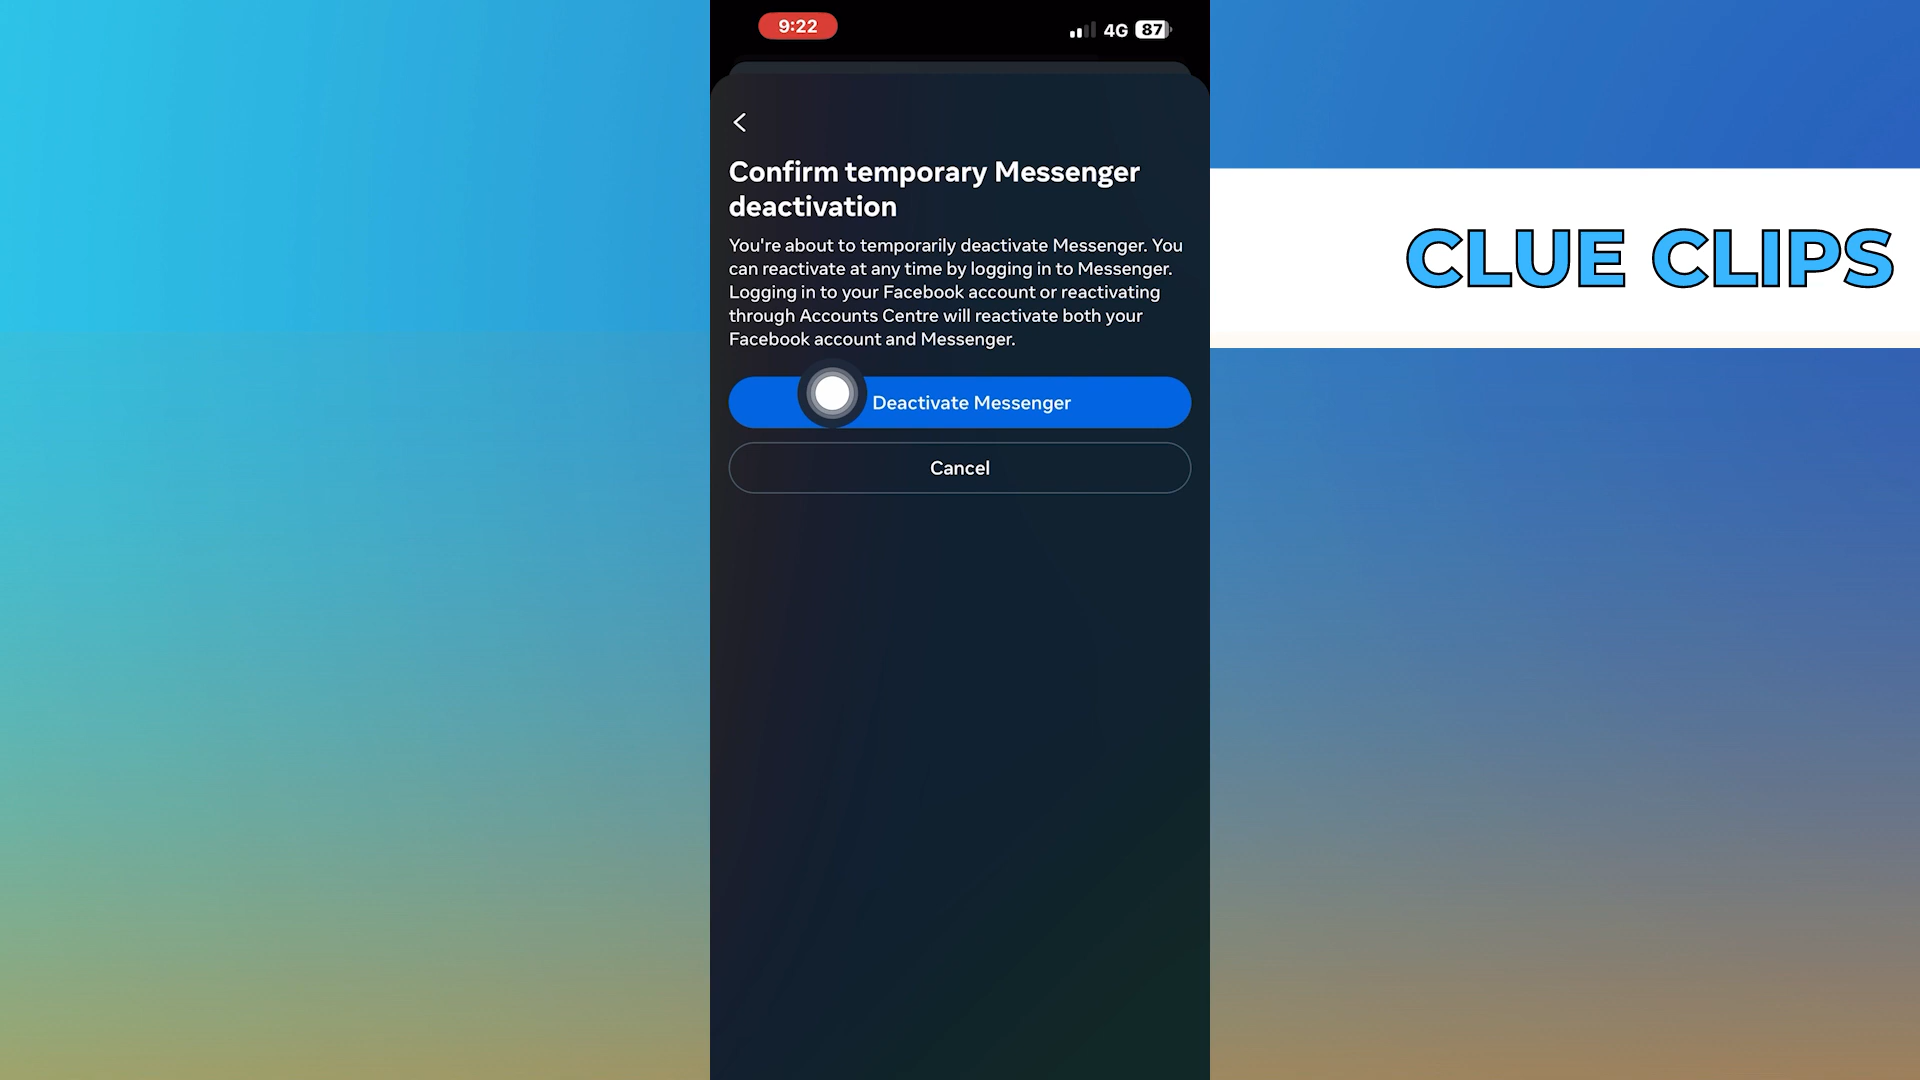 9:22
4G 87
Confirm temporary Messenger
deactivation
You're about to temporarily deactivate Messenger. You
can reactivate at any time by logging in to Messenger.
Logging in to your Facebook account or reactivating
through Accounts Centre will reactivate both your
Facebook account and Messenger.
Deactivate Messenger
Cancel
CLUE CLIPS